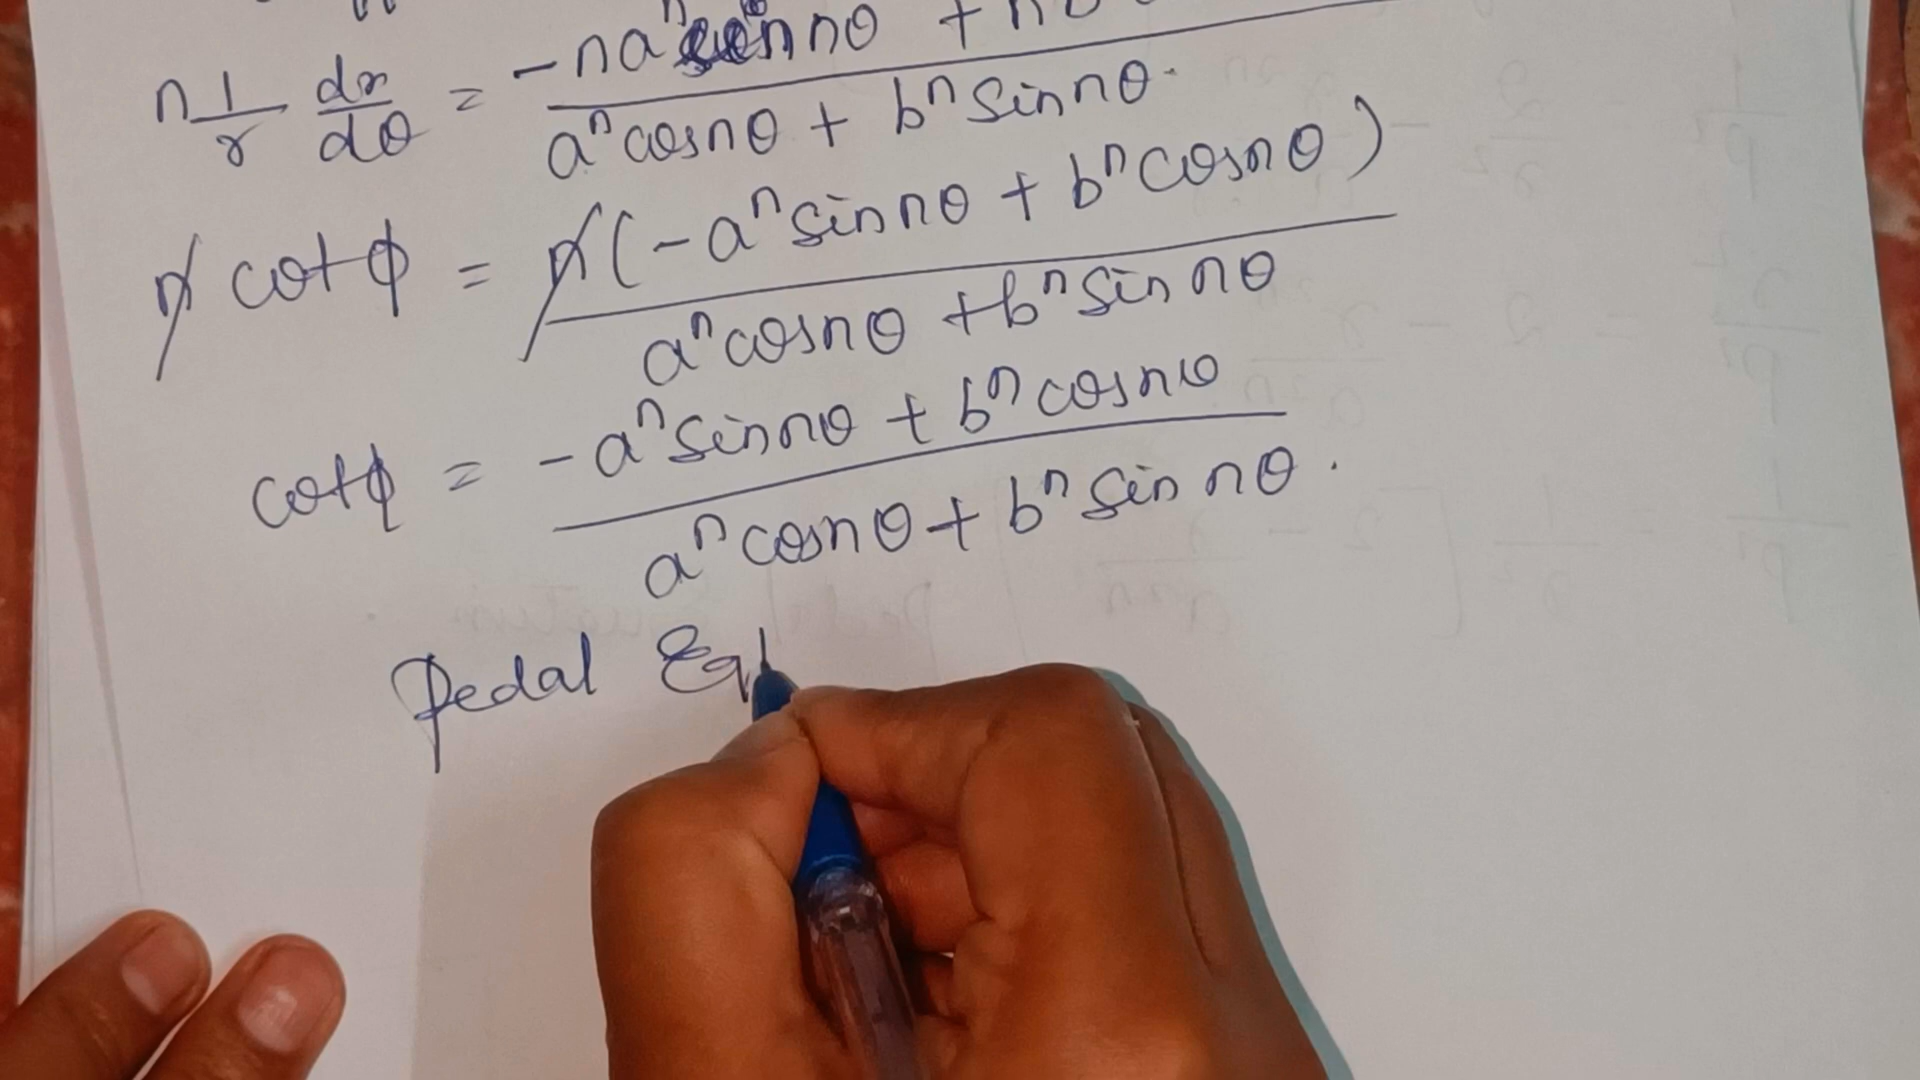 n 1/r dr/dθ = -naⁿ sin nθ + nb / aⁿ cos nθ + bⁿ sin nθ.
n cot φ = n(-aⁿ sin nθ + bⁿ cos nθ) / aⁿ cos nθ + bⁿ sin nθ
cot φ = -aⁿ sin nθ + bⁿ cos nθ / aⁿ cos nθ + bⁿ sin nθ.
Pedal Eq